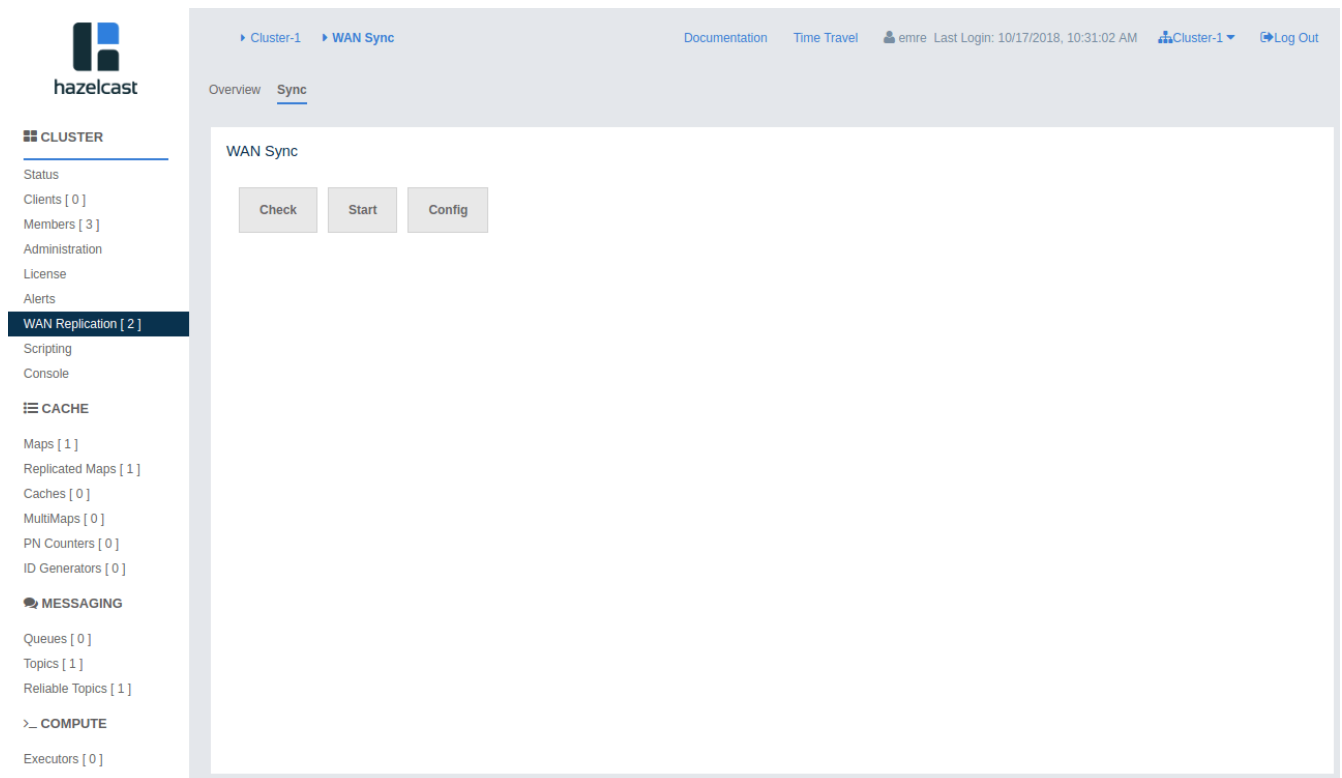 hazelcast
Cluster-1 WAN Sync Documentation Time Travel emre Last Login: 10/17/2018, 10:31:02 AM Cluster-1 Log Out
Overview Sync
CLUSTER
Status
Clients [ 0 ]
Members [ 3 ]
Administration
License
Alerts
WAN Replication [ 2 ]
Scripting
Console
CACHE
Maps [ 1 ]
Replicated Maps [ 1 ]
Caches [ 0 ]
MultiMaps [ 0 ]
PN Counters [ 0 ]
ID Generators [ 0 ]
MESSAGING
Queues [ 0 ]
Topics [ 1 ]
Reliable Topics [ 1 ]
COMPUTE
Executors [ 0 ]
WAN Sync
Check Start Config